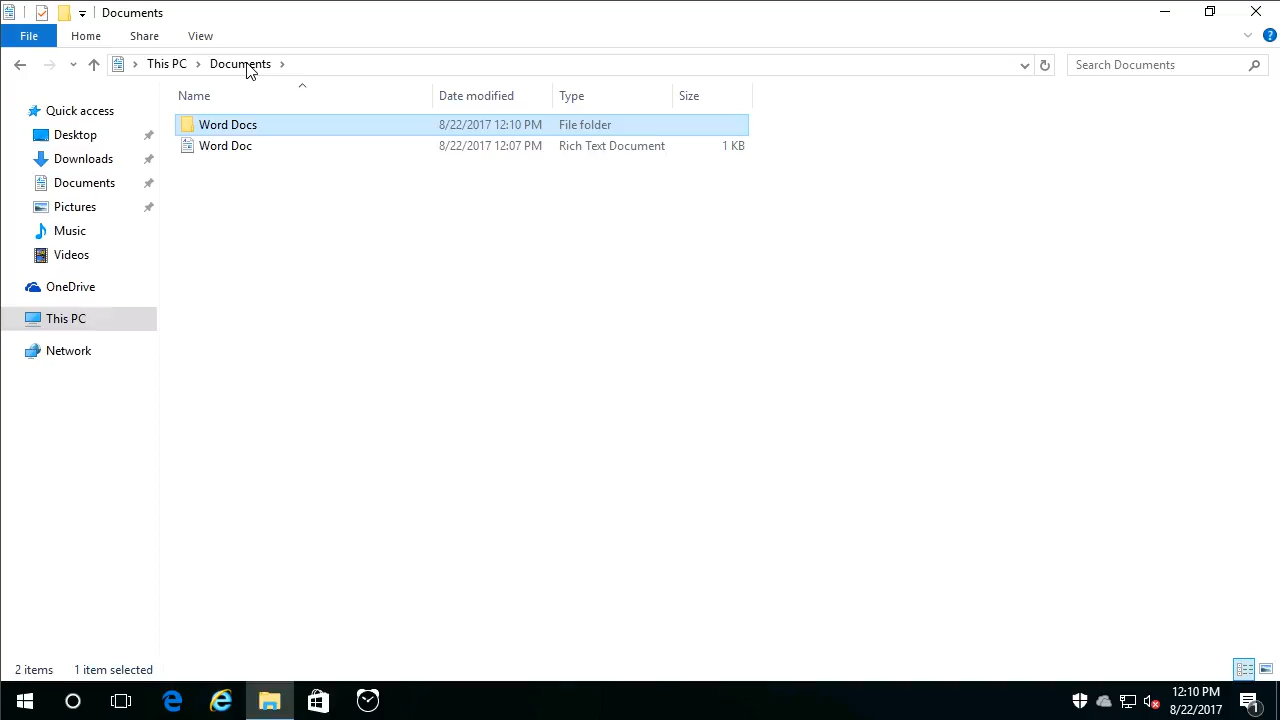 Documents
File Home Share View
This PC Documents Search Documents
Name Date modified Type Size
Quick access
Desktop
Downloads
Documents
Pictures
Music
Videos
OneDrive
This PC
Network
Word Docs 8/22/2017 12:10 PM File folder
Word Doc 8/22/2017 12:07 PM Rich Text Document 1 KB
2 items 1 item selected
12:10 PM
8/22/2017
1